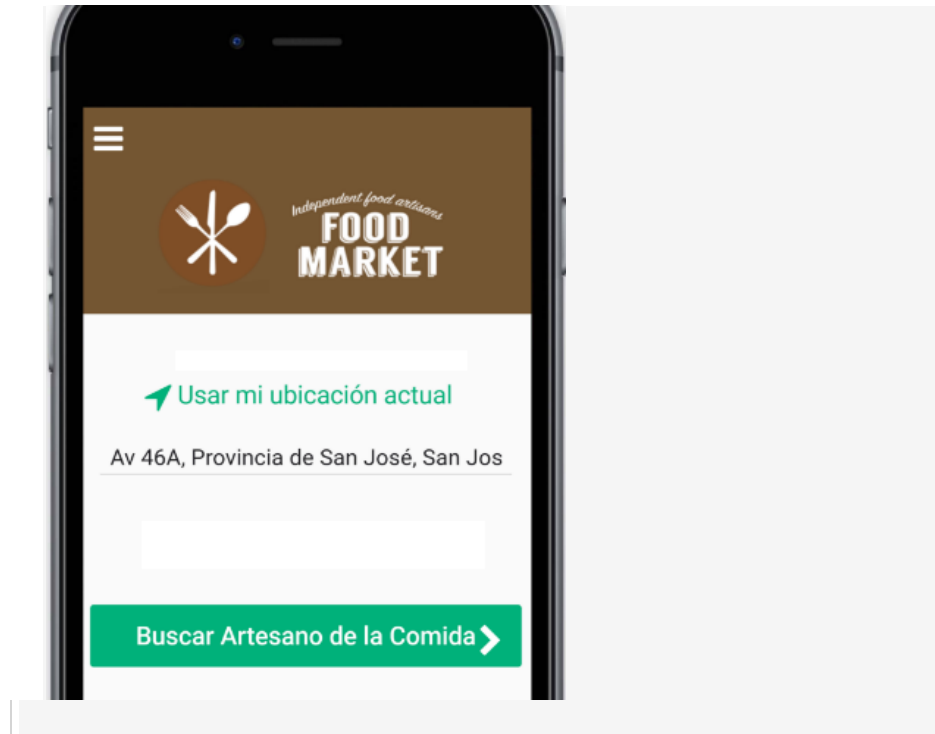 Independent food artisans
FOOD
MARKET
Usar mi ubicación actual
Av 46A, Provincia de San José, San Jos
Buscar Artesano de la Comida